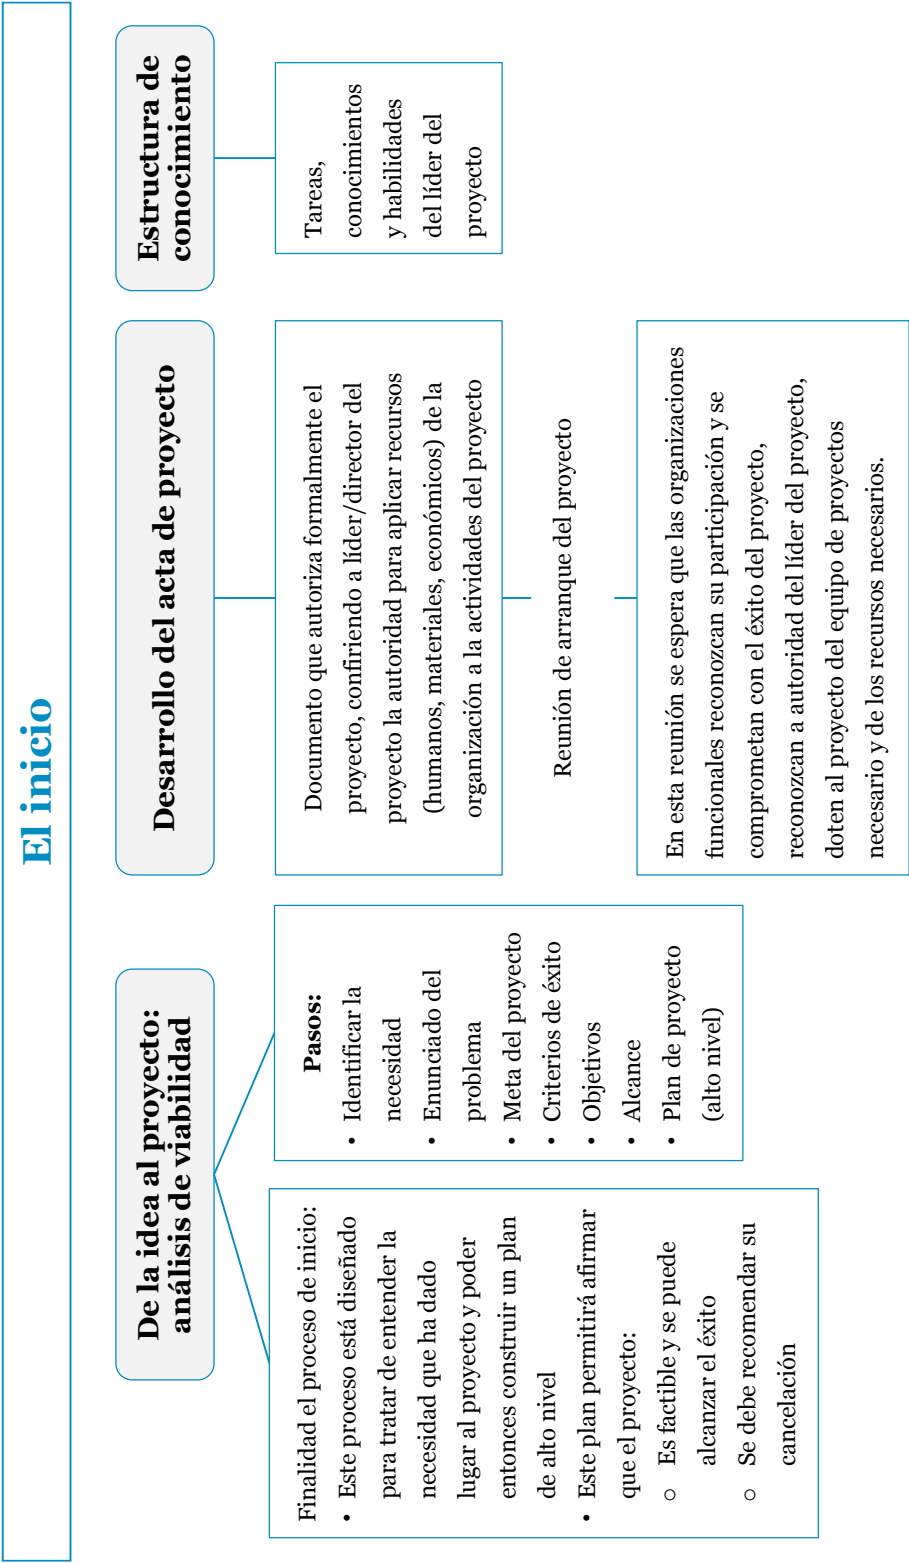 El inicio
De la idea al proyecto:
análisis de viabilidad
Finalidad el proceso de inicio:
• Este proceso está diseñado
para tratar de entender la
necesidad que ha dado
lugar al proyecto y poder
entonces construir un plan
de alto nivel
• Este plan permitirá afirmar
que el proyecto:
○ Es factible y se puede
alcanzar el éxito
○ Se debe recomendar su
cancelación
Pasos:
• Identificar la
necesidad
• Enunciado del
problema
• Meta del proyecto
• Criterios de éxito
• Objetivos
• Alcance
• Plan de proyecto
(alto nivel)
Desarrollo del acta de proyecto
Documento que autoriza formalmente el
proyecto, confiriendo a líder/director del
proyecto la autoridad para aplicar recursos
(humanos, materiales, económicos) de la
organización a la actividades del proyecto
Reunión de arranque del proyecto
En esta reunión se espera que las organizaciones
funcionales reconozcan su participación y se
comprometan con el éxito del proyecto,
reconozcan a autoridad del líder del proyecto,
doten al proyecto del equipo de proyectos
necesario y de los recursos necesarios.
Estructura de
conocimiento
Tareas,
conocimientos
y habilidades
del líder del
proyecto